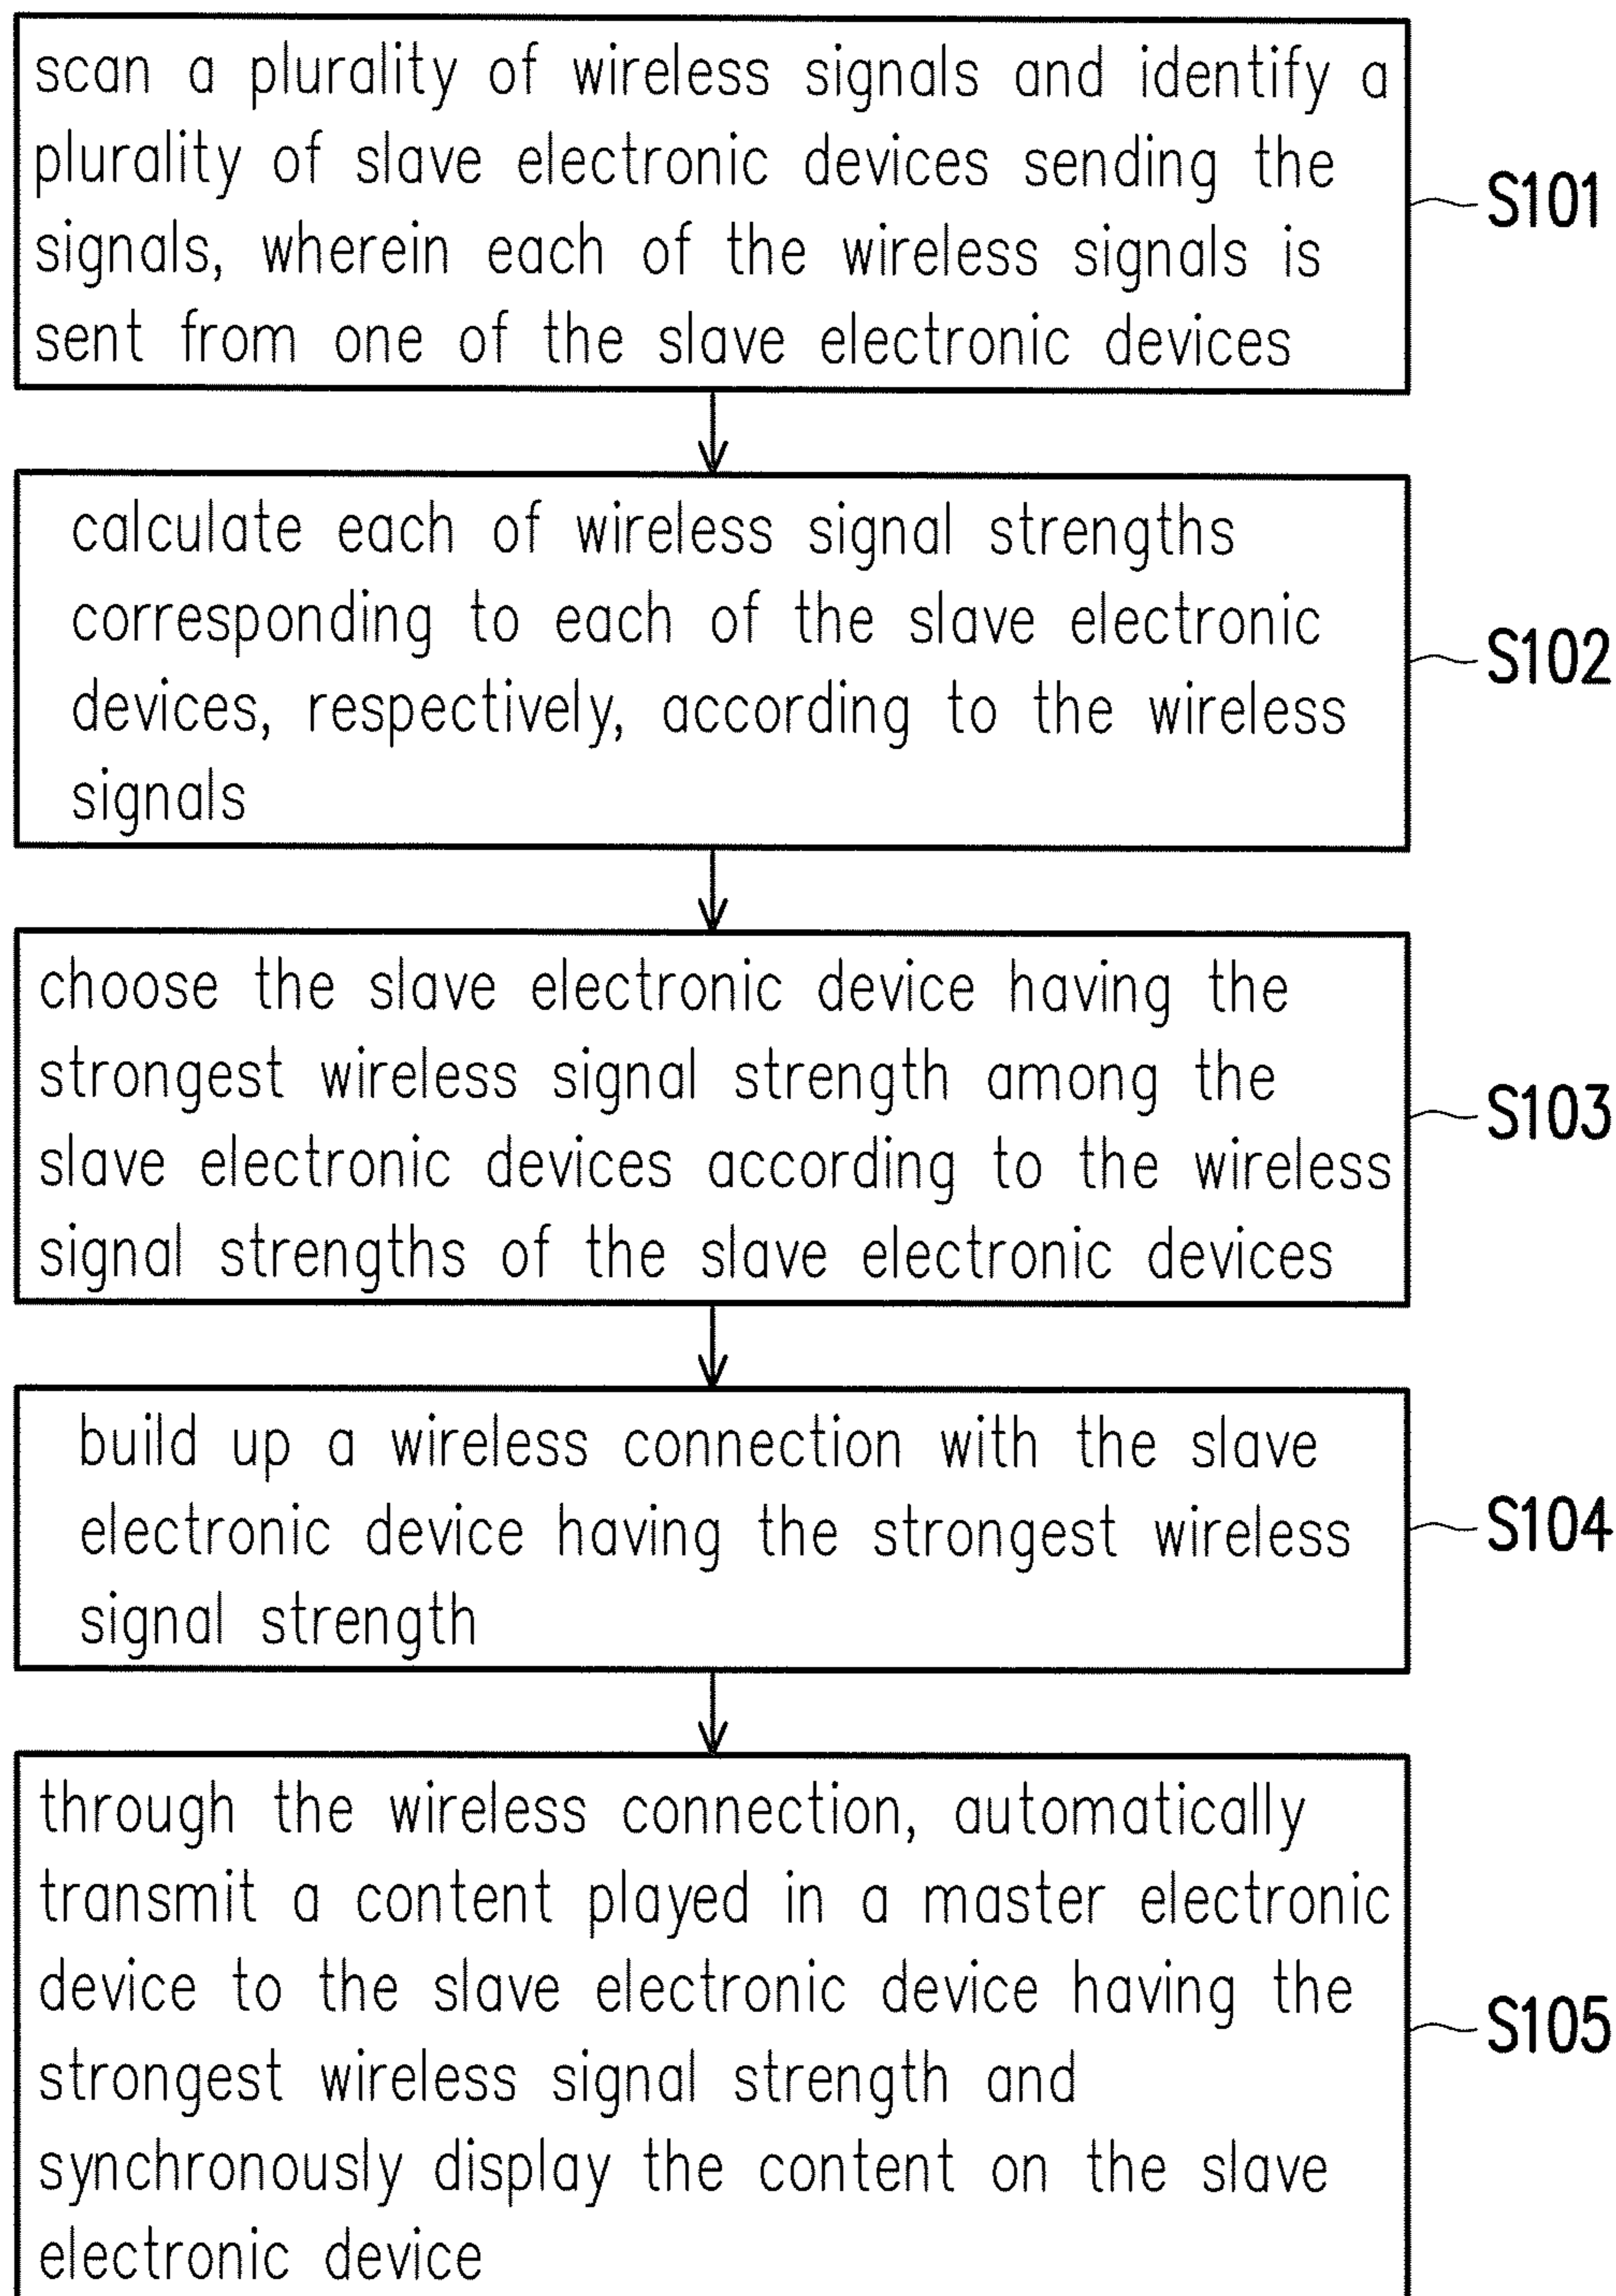 scan a plurality of wireless signals and identify a
plurality of slave electronic devices sending the
signals, wherein each of the wireless signals is
sent from one of the slave electronic devices
S101
calculate each of wireless signal strengths
corresponding to each of the slave electronic
devices, respectively, according to the wireless
signals
S102
choose the slave electronic device having the
strongest wireless signal strength among the
slave electronic devices according to the wireless
signal strengths of the slave electronic devices
S103
build up a wireless connection with the slave
electronic device having the strongest wireless
signal strength
S104
through the wireless connection, automatically
transmit a content played in a master electronic
device to the slave electronic device having the
strongest wireless signal strength and
synchronously display the content on the slave
electronic device
S105